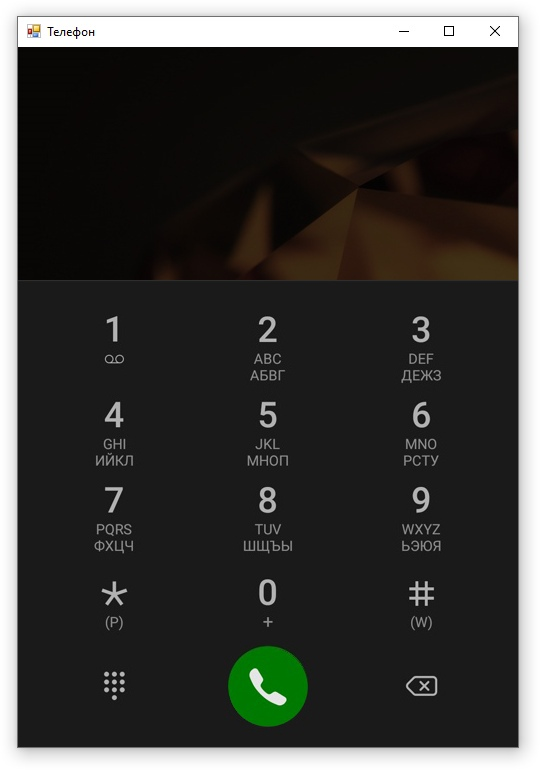 Телефон
1 2 3
ABC DEF
АБВГ ДЕЖЗ
4 5 6
GHI JKL MNO
ИЙКЛ МНОП РСТУ
7 8 9
PQRS TUV WXYZ
ФХЦЧ ШЩЪЫ ЬЭЮЯ
* 0 #
(P) + (W)